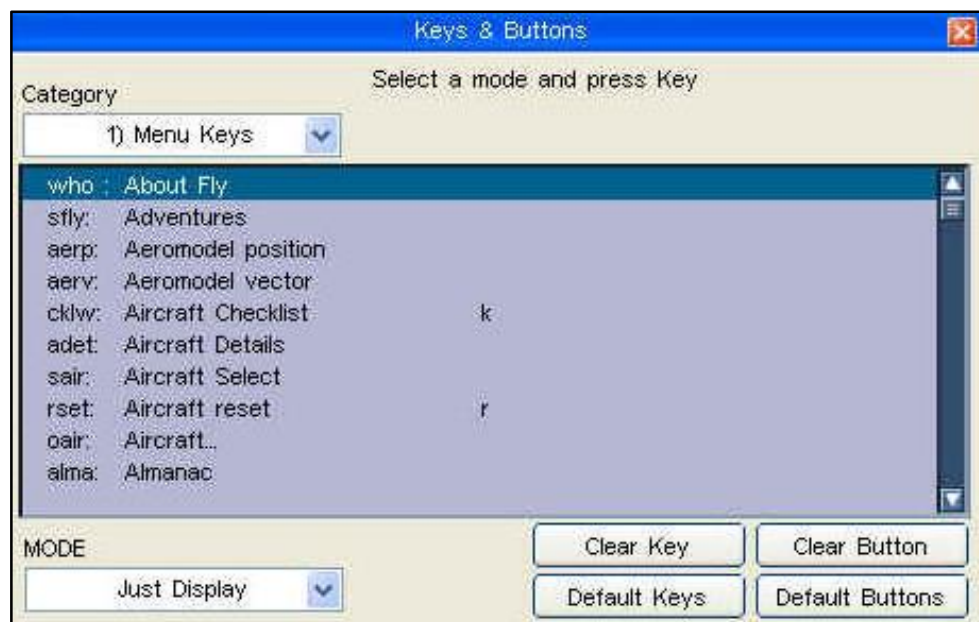 Keys & Buttons
Select a mode and press Key
Category
1) Menu Keys
who : About Fly
sfly: Adventures
aerp: Aeromodel position
aerv: Aeromodel vector
cklw: Aircraft Checklist k
adet: Aircraft Details
sair: Aircraft Select
rset: Aircraft reset r
oair: Aircraft...
alma: Almanac
MODE
Just Display
Clear Key Clear Button
Default Keys Default Buttons